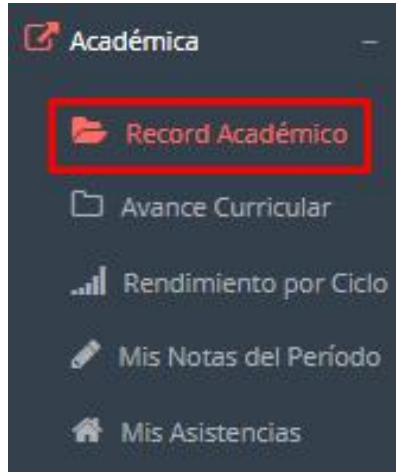 Académica
Record Académico
Avance Curricular
Rendimiento por Ciclo
Mis Notas del Período
Mis Asistencias